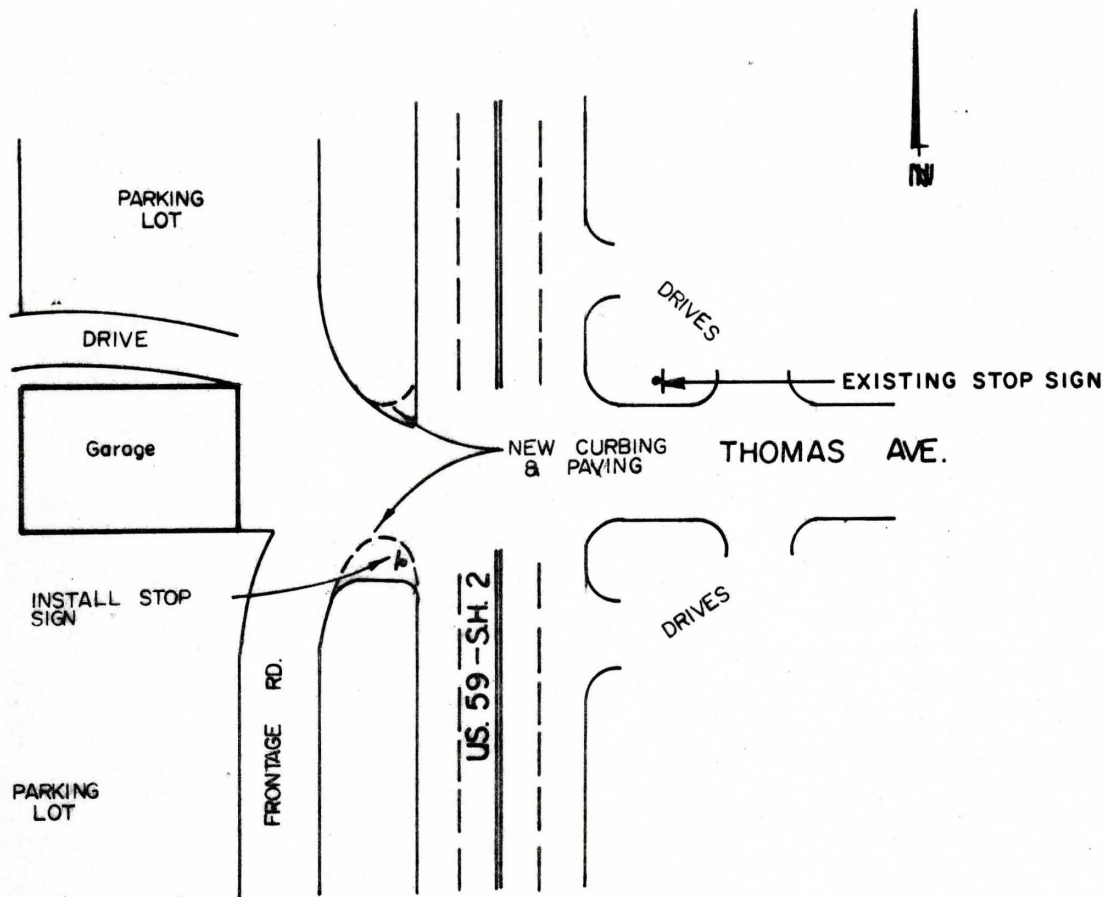 N
PARKING
LOT
DRIVE
DRIVES
EXISTING STOP SIGN
Garage
NEW CURBING
& PAVING
THOMAS AVE.
INSTALL STOP
SIGN
US. 59-S.H. 2
DRIVES
FRONTAGE RD.
PARKING
LOT